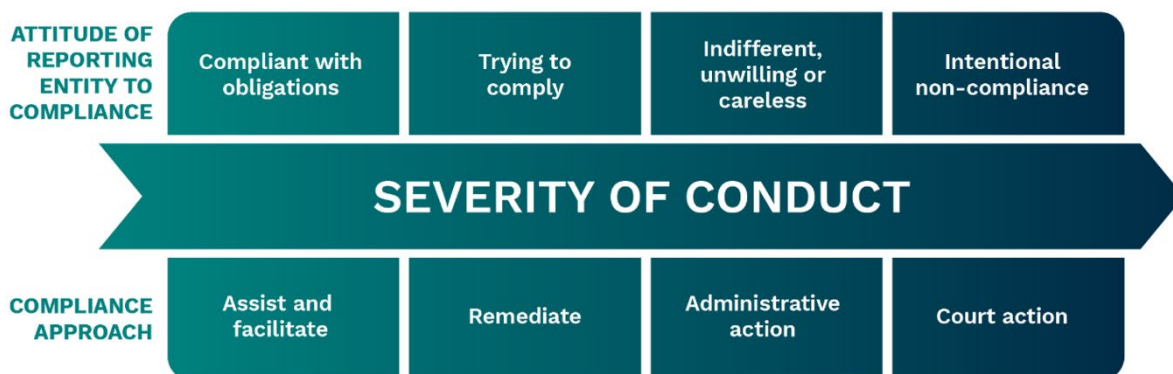 ATTITUDE OF
REPORTING
ENTITY TO
COMPLIANCE
Compliant with
obligations
Trying to
comply
Indifferent,
unwilling or
careless
Intentional
non-compliance
SEVERITY OF CONDUCT
COMPLIANCE
APPROACH
Assist and
facilitate
Remediate
Administrative
action
Court action